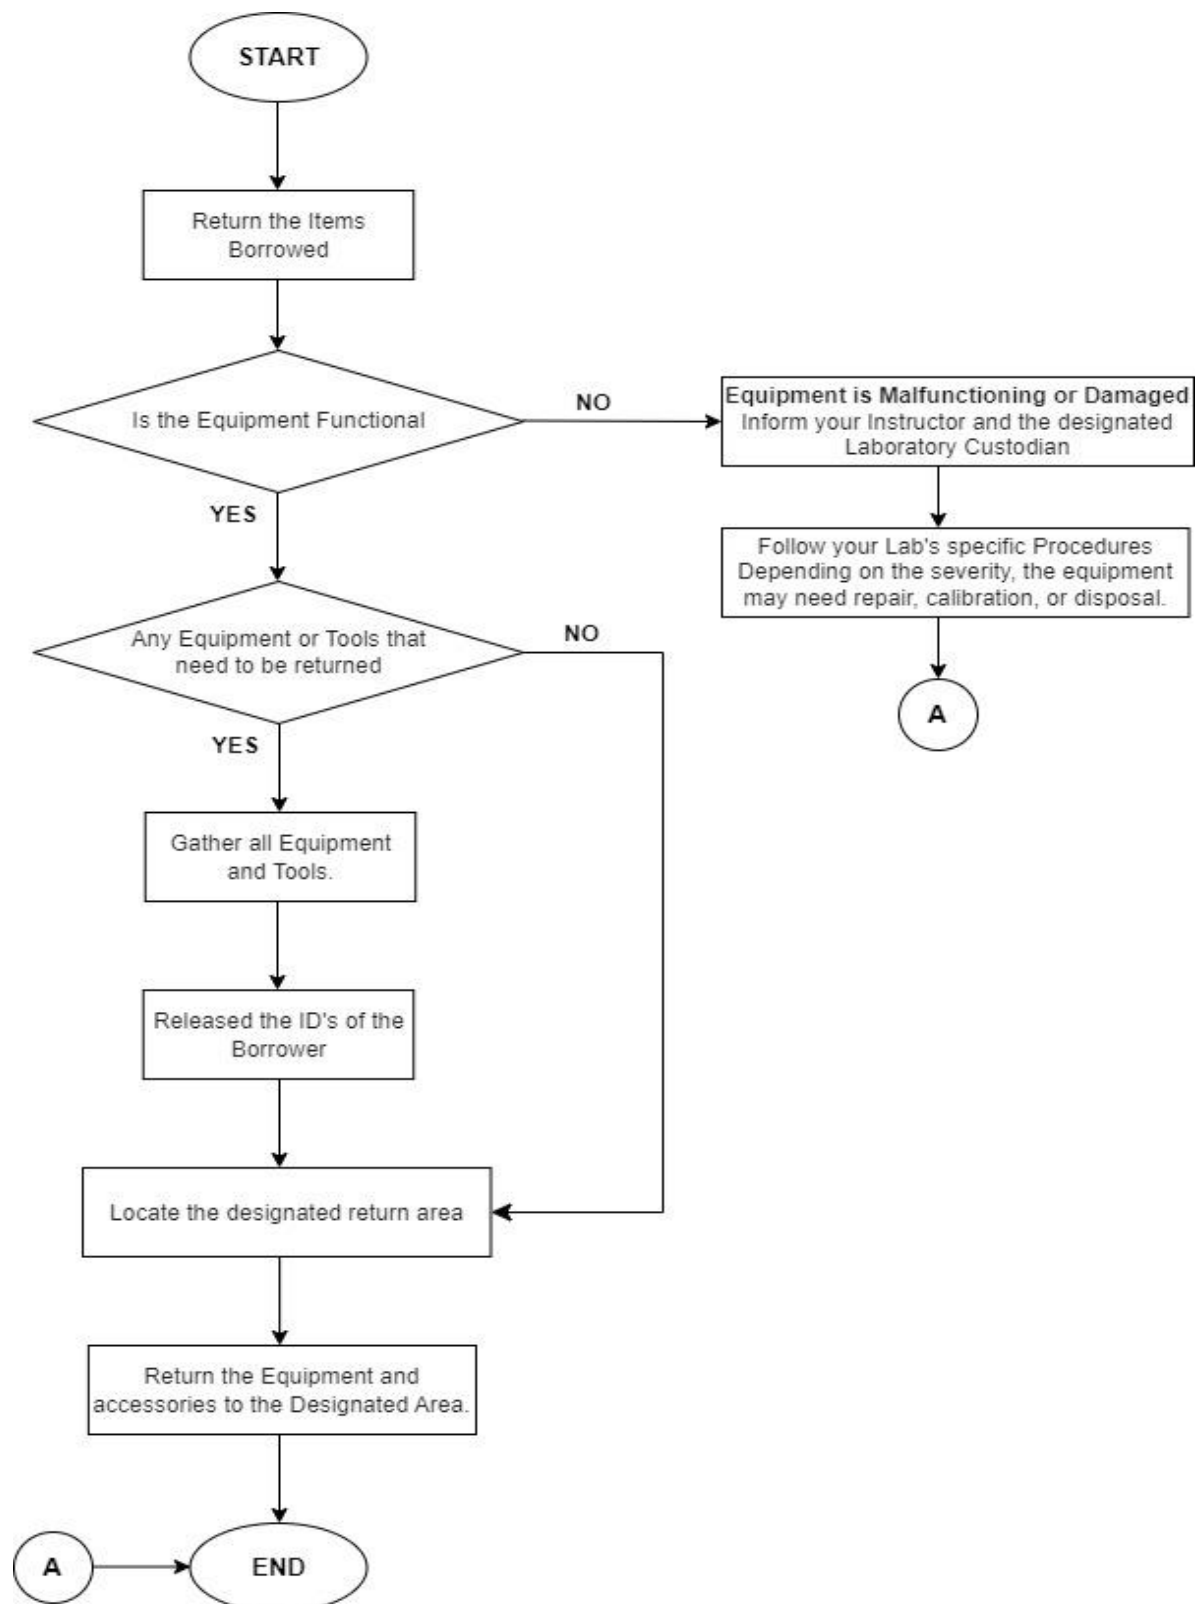 START
Return the Items
Borrowed
Is the Equipment Functional
NO
Equipment is Malfunctioning or Damaged
Inform your Instructor and the designated
Laboratory Custodian
YES
Follow your Lab's specific Procedures
Depending on the severity, the equipment
may need repair, calibration, or disposal.
Any Equipment or Tools that
need to be returned
NO
A
YES
Gather all Equipment
and Tools.
Released the ID's of the
Borrower
Locate the designated return area
Return the Equipment and
accessories to the Designated Area.
A
END